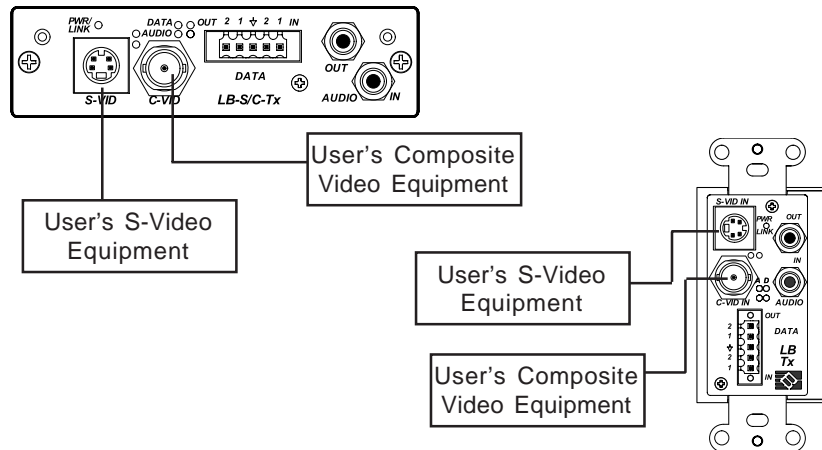 PWR/
LINK
DATA
AUDIO
OUT 2 1 2 1 IN
DATA
OUT
AUDIO IN
S-VID
C-VID
LB-S/C-Tx
User's Composite
Video Equipment
User's S-Video
Equipment
S-VID IN
PWR
LINK
OUT
IN
A D
C-VID IN
AUDIO
OUT
2
1
2
1
DATA
IN
LB
Tx
User's S-Video
Equipment
User's Composite
Video Equipment